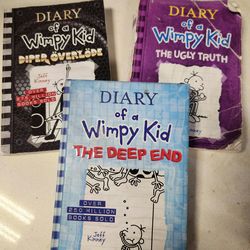 DIARY
of a
Wimpy Kid
DIPER ÖVERLÖDE
Jeff
Kinney
DIARY
of a
Wimpy Kid
THE UGLY TRUTH
DIARY
of a
Wimpy Kid
THE DEEP END
OVER
250 MILLION
BOOKS SOLD
Jeff
Kinney